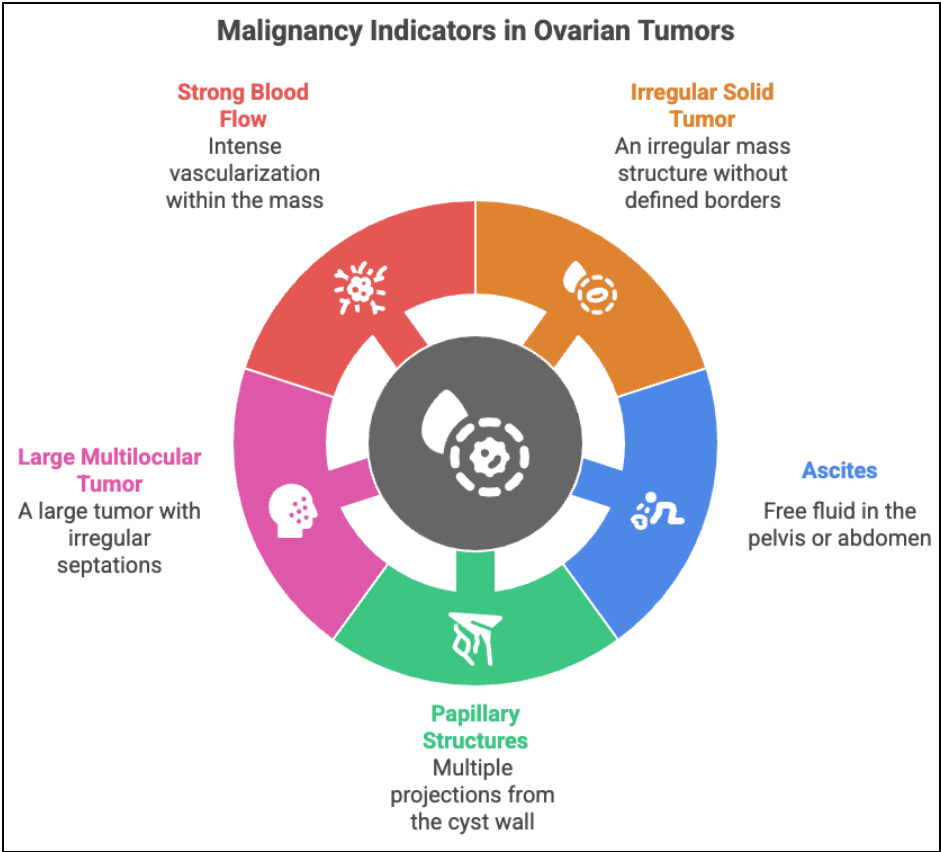 Malignancy Indicators in Ovarian Tumors
Strong Blood
Flow
Intense
vascularization
within the mass
Irregular Solid
Tumor
An irregular mass
structure without
defined borders
Large Multilocular
Tumor
A large tumor with
irregular
septations
Ascites
Free fluid in the
pelvis or abdomen
Papillary
Structures
Multiple
projections from
the cyst wall